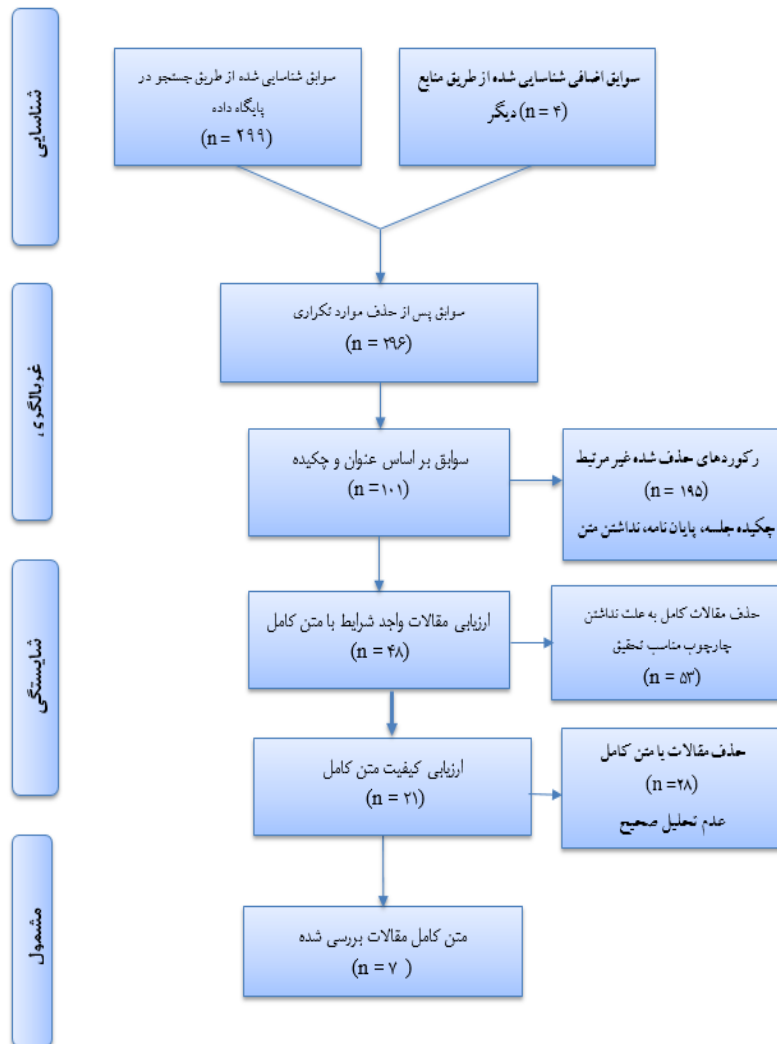 شناسایی
سوابق شناسایی شده از طریق جستجو در
پایگاه داده
(n = ۲۹۹)
سوابق اضافی شناسایی شده از طریق منابع
دیگر (n = ۴)
غربالگری،
سوابق پس از حذف موارد تکراری
(n = ۲۹۶)
سوابق بر اساس عنوان و چکیده
(n =۱۰۱)
رکوردهای حذف شده غیر مرتبط
(n = ۱۹۵)
چکیده جلسه، پایان نامه، نداشتن متن
شایستگی
ارزیابی مقالات واجد شرایط با متن کامل
(n = ۴۸)
حذف مقالات کامل به علت نداشتن
چارچوب مناسب تحقیق
(n = ۵۳)
ارزیابی کیفیت متن کامل
(n = ۲۱)
حذف مقالات با متن کامل
(n =۲۸)
عدم تحلیل صحیح
مشمول
متن کامل مقالات بررسی شده
(n = ۷ )